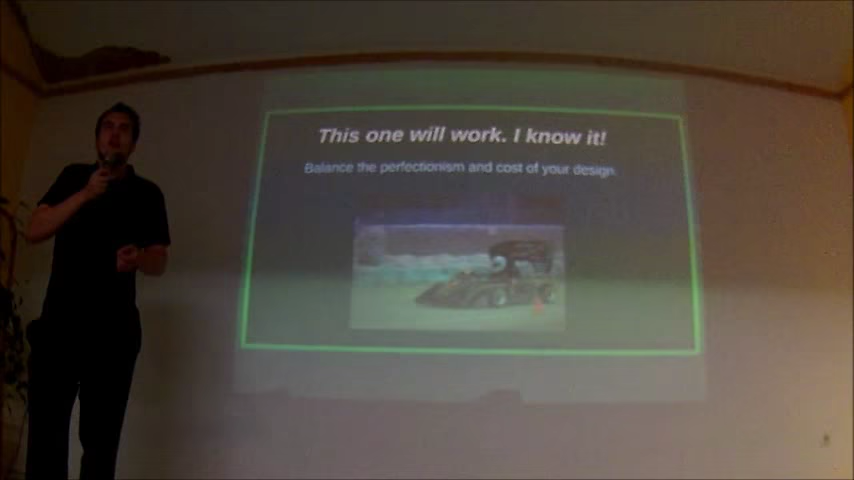 This one will work. I know it!
Balance the perfectionism and cost of your design.